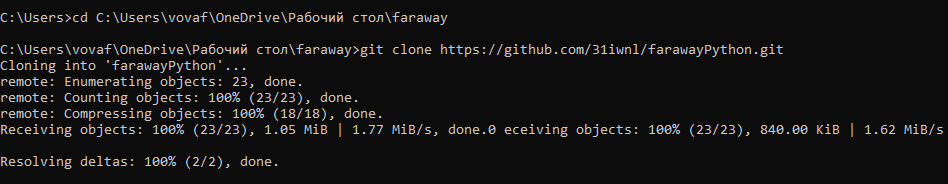 C:\Users>cd C:\Users\vovaf\OneDrive\Рабочий стол\faraway
C:\Users\vovaf\OneDrive\Рабочий стол\faraway>git clone https://github.com/31iwnl/farawayPython.git
Cloning into 'farawayPython'...
remote: Enumerating objects: 23, done.
remote: Counting objects: 100% (23/23), done.
remote: Compressing objects: 100% (18/18), done.
Receiving objects: 100% (23/23), 1.05 MiB | 1.77 MiB/s, done.0 eceiving objects: 100% (23/23), 840.00 KiB | 1.62 MiB/s
Resolving deltas: 100% (2/2), done.